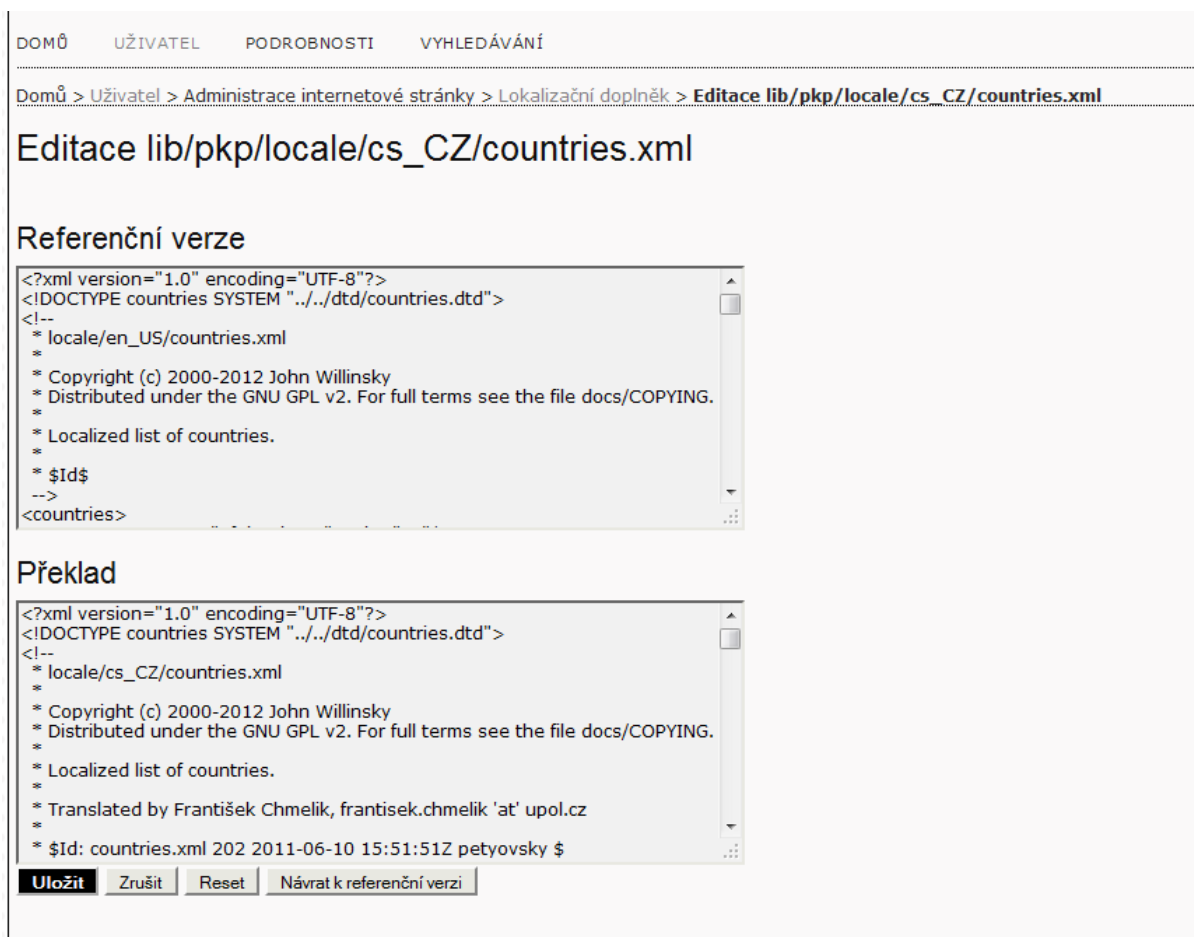 DOMŮ UŽIVATEL PODROBNOSTI VYHLEDÁVÁNÍ
Domů > Uživatel > Administrace internetové stránky > Lokalizační doplněk > Editace lib/pkp/locale/cs_CZ/countries.xml
Editace lib/pkp/locale/cs_CZ/countries.xml
Referenční verze
<?xml version="1.0" encoding="UTF-8"?>
<!DOCTYPE countries SYSTEM "../../dtd/countries.dtd">
<!--
* locale/en_US/countries.xml
*
* Copyright (c) 2000-2012 John Willinsky
* Distributed under the GNU GPL v2. For full terms see the file docs/COPYING.
*
* Localized list of countries.
*
* $Id$
-->
<countries>
Překlad
<?xml version="1.0" encoding="UTF-8"?>
<!DOCTYPE countries SYSTEM "../../dtd/countries.dtd">
<!--
* locale/cs_CZ/countries.xml
*
* Copyright (c) 2000-2012 John Willinsky
* Distributed under the GNU GPL v2. For full terms see the file docs/COPYING.
*
* Localized list of countries.
*
* Translated by František Chmelik, frantisek.chmelik 'at' upol.cz
*
* $Id: countries.xml 202 2011-06-10 15:51:51Z petyovsky $
Uložit Zrušit Reset Návrat k referenční verzi